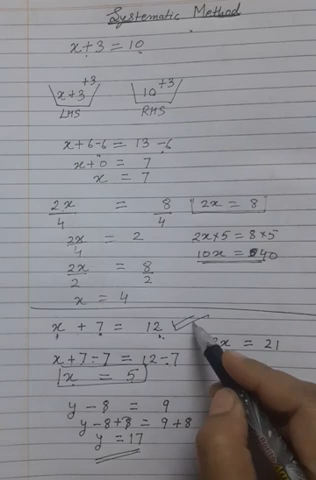 Systematic Method
x+3 = 10
x+3 +3 10 +3
LHS RHS
x+6-6 = 13-6
x+0 = 7
x = 7
2x/4 = 8/4 2x = 8
2x/4 = 2 2x×5 = 8×5
2x/2 = 8/2 10x = 40
x = 4
x + 7 = 12
x = 21
x+7-7 = 12-7
x = 5
y - 8 = 9
y-8+8 = 9+8
y = 17